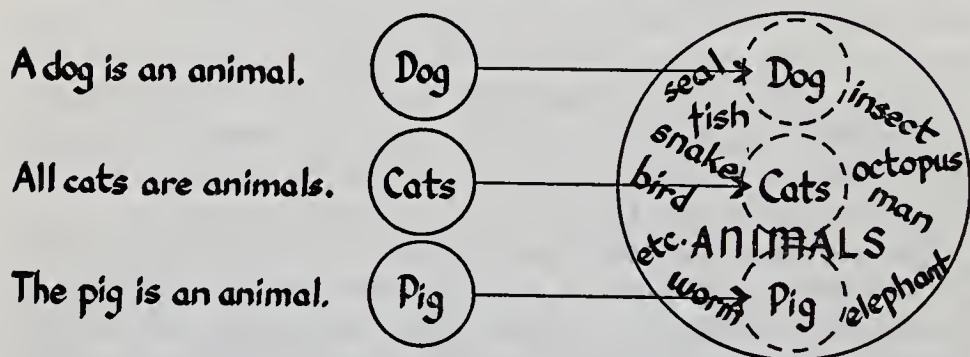 A dog is an animal.
Dog
All cats are animals.
Cats
The pig is an animal.
Pig
seal
Dog
insect
fish
snake
octopus
bird
Cats
man
etc. ANIMALS
worm
Pig
elephant